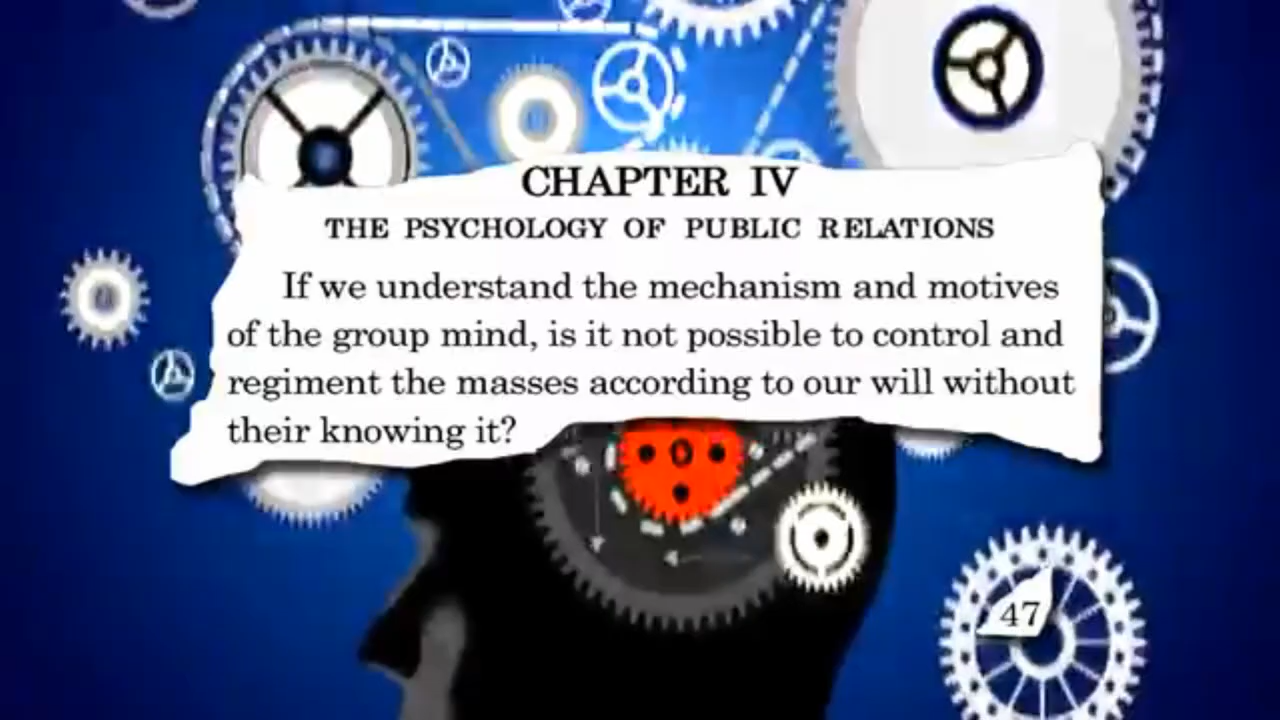 CHAPTER IV
THE PSYCHOLOGY OF PUBLIC RELATIONS
If we understand the mechanism and motives
of the group mind, is it not possible to control and
regiment the masses according to our will without
their knowing it?
47